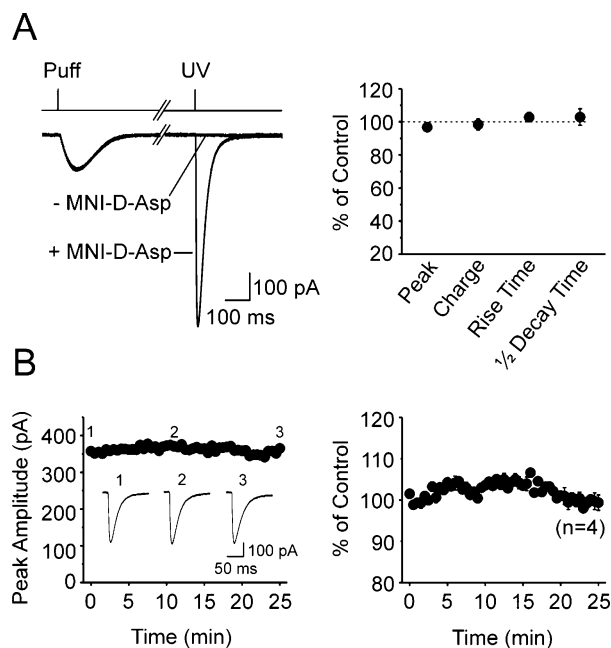 A
Puff
UV
- MNI-D-Asp
+ MNI-D-Asp
100 pA
100 ms
% of Control
120
100
80
60
40
20
Peak
Charge
Rise Time
½ Decay Time
B
Peak Amplitude (pA)
400
350
300
250
200
150
100
0
1
2
3
1
2
3
100 pA
50 ms
0
5
10
15
20
25
Time (min)
% of Control
120
110
100
90
80
(n=4)
0
5
10
15
20
25
Time (min)